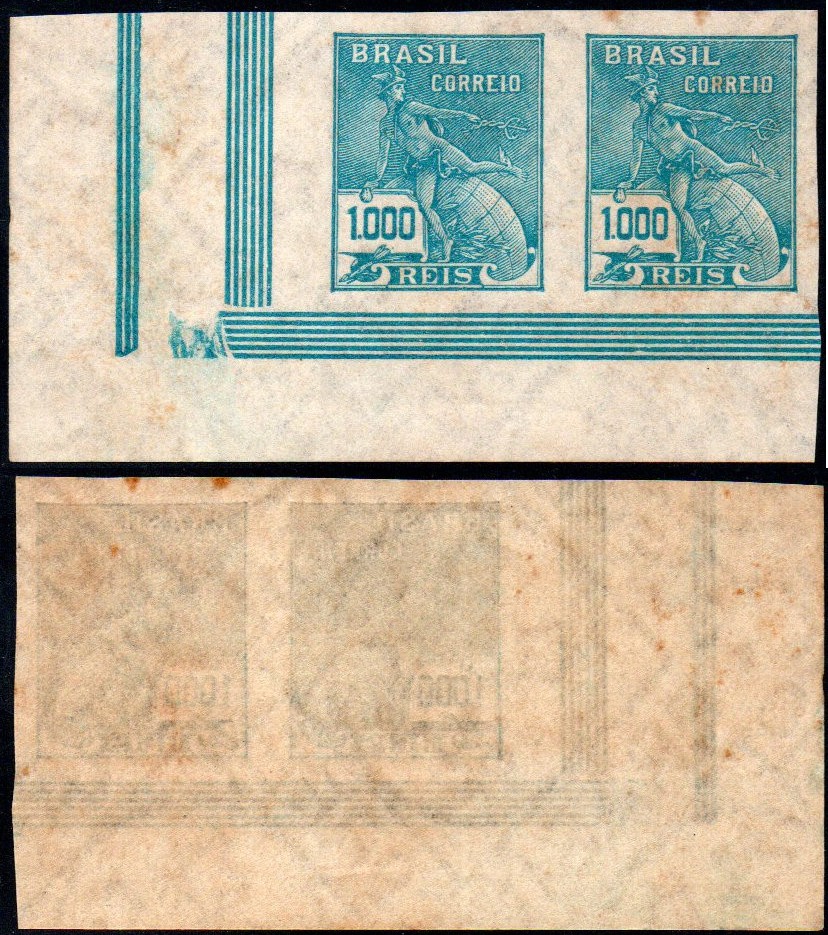 BRASIL
CORREIO
1.000
REIS
BRASIL
CORREIO
1.000
REIS